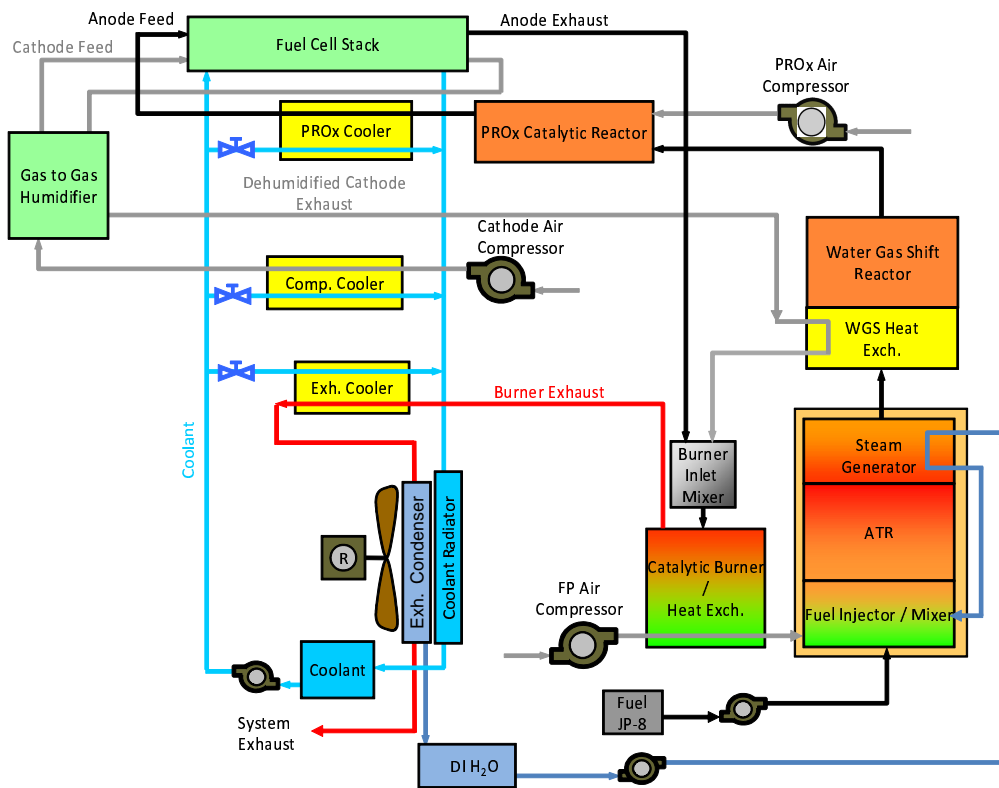 Anode Feed
Anode Exhaust
Fuel Cell Stack
Cathode Feed
PROx Air
Compressor
PROx Cooler
PROx Catalytic Reactor
Gas to Gas
Humidifier
Dehumidified Cathode
Exhaust
Cathode Air
Compressor
Water Gas Shift
Reactor
Comp. Cooler
WGS Heat
Exch.
Exh. Cooler
Burner Exhaust
Coolant
Burner
Inlet
Mixer
Steam
Generator
Exh. Condenser
Coolant Radiator
R
ATR
Catalytic Burner
/
Heat Exch.
FP Air
Compressor
Fuel Injector / Mixer
Coolant
Fuel
JP-8
System
Exhaust
DI H₂O